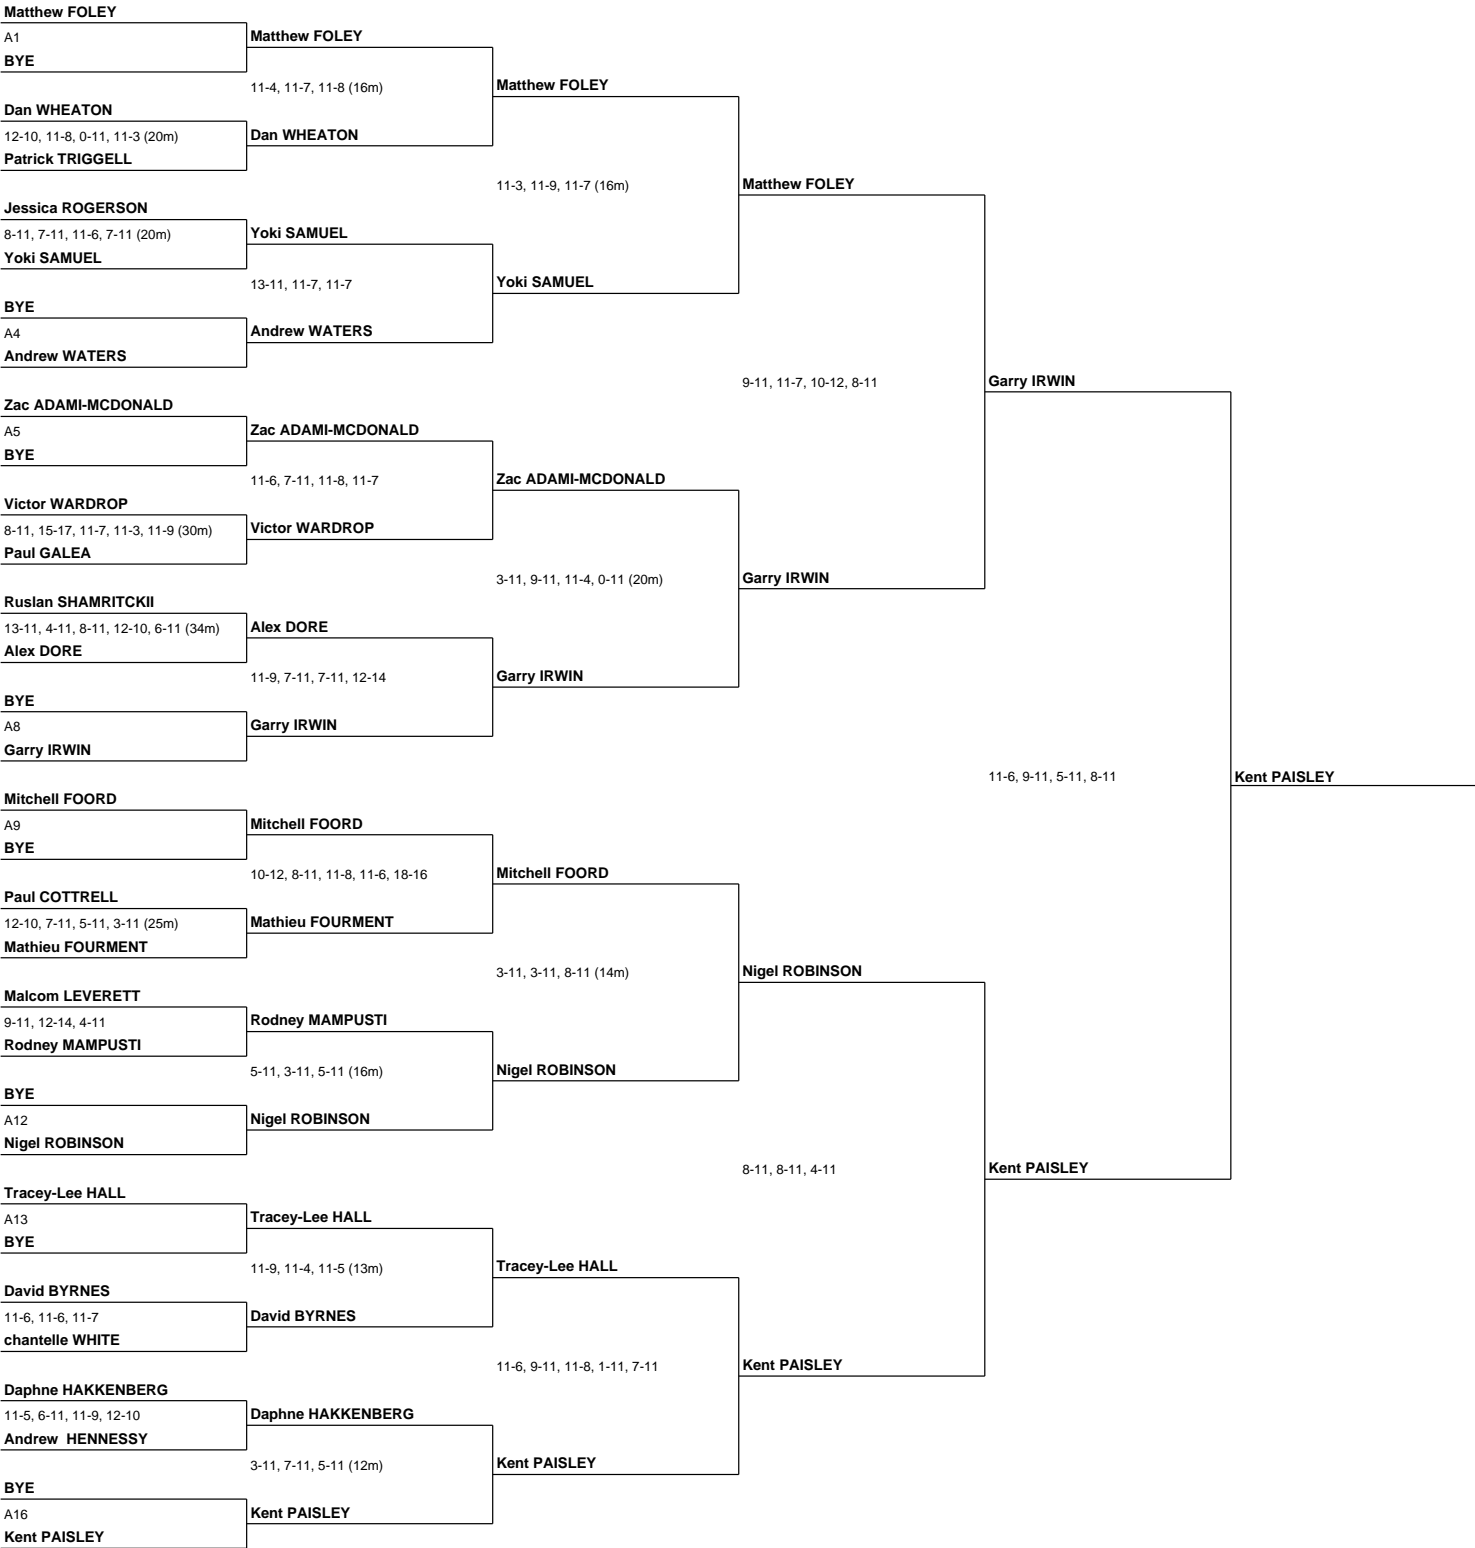 Matthew FOLEY
A1
BYE
Dan WHEATON
12-10, 11-8, 0-11, 11-3 (20m)
Patrick TRIGGELL
Jessica ROGERSON
8-11, 7-11, 11-6, 7-11 (20m)
Yoki SAMUEL
BYE
A4
Andrew WATERS
Zac ADAMI-MCDONALD
A5
BYE
Victor WARDROP
8-11, 15-17, 11-7, 11-3, 11-9 (30m)
Paul GALEA
Ruslan SHAMRITCKII
13-11, 4-11, 8-11, 12-10, 6-11 (34m)
Alex DORE
BYE
A8
Garry IRWIN
Mitchell FOORD
A9
BYE
Paul COTTRELL
12-10, 7-11, 5-11, 3-11 (25m)
Mathieu FOURMENT
Malcom LEVERETT
9-11, 12-14, 4-11
Rodney MAMPUSTI
BYE
A12
Nigel ROBINSON
Tracey-Lee HALL
A13
BYE
David BYRNES
11-6, 11-6, 11-7
chantelle WHITE
Daphne HAKKENBERG
11-5, 6-11, 11-9, 12-10
Andrew  HENNESSY
BYE
A16
Kent PAISLEY
Matthew FOLEY
11-4, 11-7, 11-8 (16m)
Dan WHEATON
Yoki SAMUEL
13-11, 11-7, 11-7
Andrew WATERS
Zac ADAMI-MCDONALD
11-6, 7-11, 11-8, 11-7
Victor WARDROP
Alex DORE
11-9, 7-11, 7-11, 12-14
Garry IRWIN
Mitchell FOORD
10-12, 8-11, 11-8, 11-6, 18-16
Mathieu FOURMENT
Rodney MAMPUSTI
5-11, 3-11, 5-11 (16m)
Nigel ROBINSON
Tracey-Lee HALL
11-9, 11-4, 11-5 (13m)
David BYRNES
Daphne HAKKENBERG
3-11, 7-11, 5-11 (12m)
Kent PAISLEY
Matthew FOLEY
11-3, 11-9, 11-7 (16m)
Yoki SAMUEL
Zac ADAMI-MCDONALD
3-11, 9-11, 11-4, 0-11 (20m)
Garry IRWIN
Mitchell FOORD
3-11, 3-11, 8-11 (14m)
Nigel ROBINSON
Tracey-Lee HALL
11-6, 9-11, 11-8, 1-11, 7-11
Kent PAISLEY
Matthew FOLEY
9-11, 11-7, 10-12, 8-11
Garry IRWIN
Nigel ROBINSON
8-11, 8-11, 4-11
Kent PAISLEY
Garry IRWIN
11-6, 9-11, 5-11, 8-11
Kent PAISLEY
Kent PAISLEY